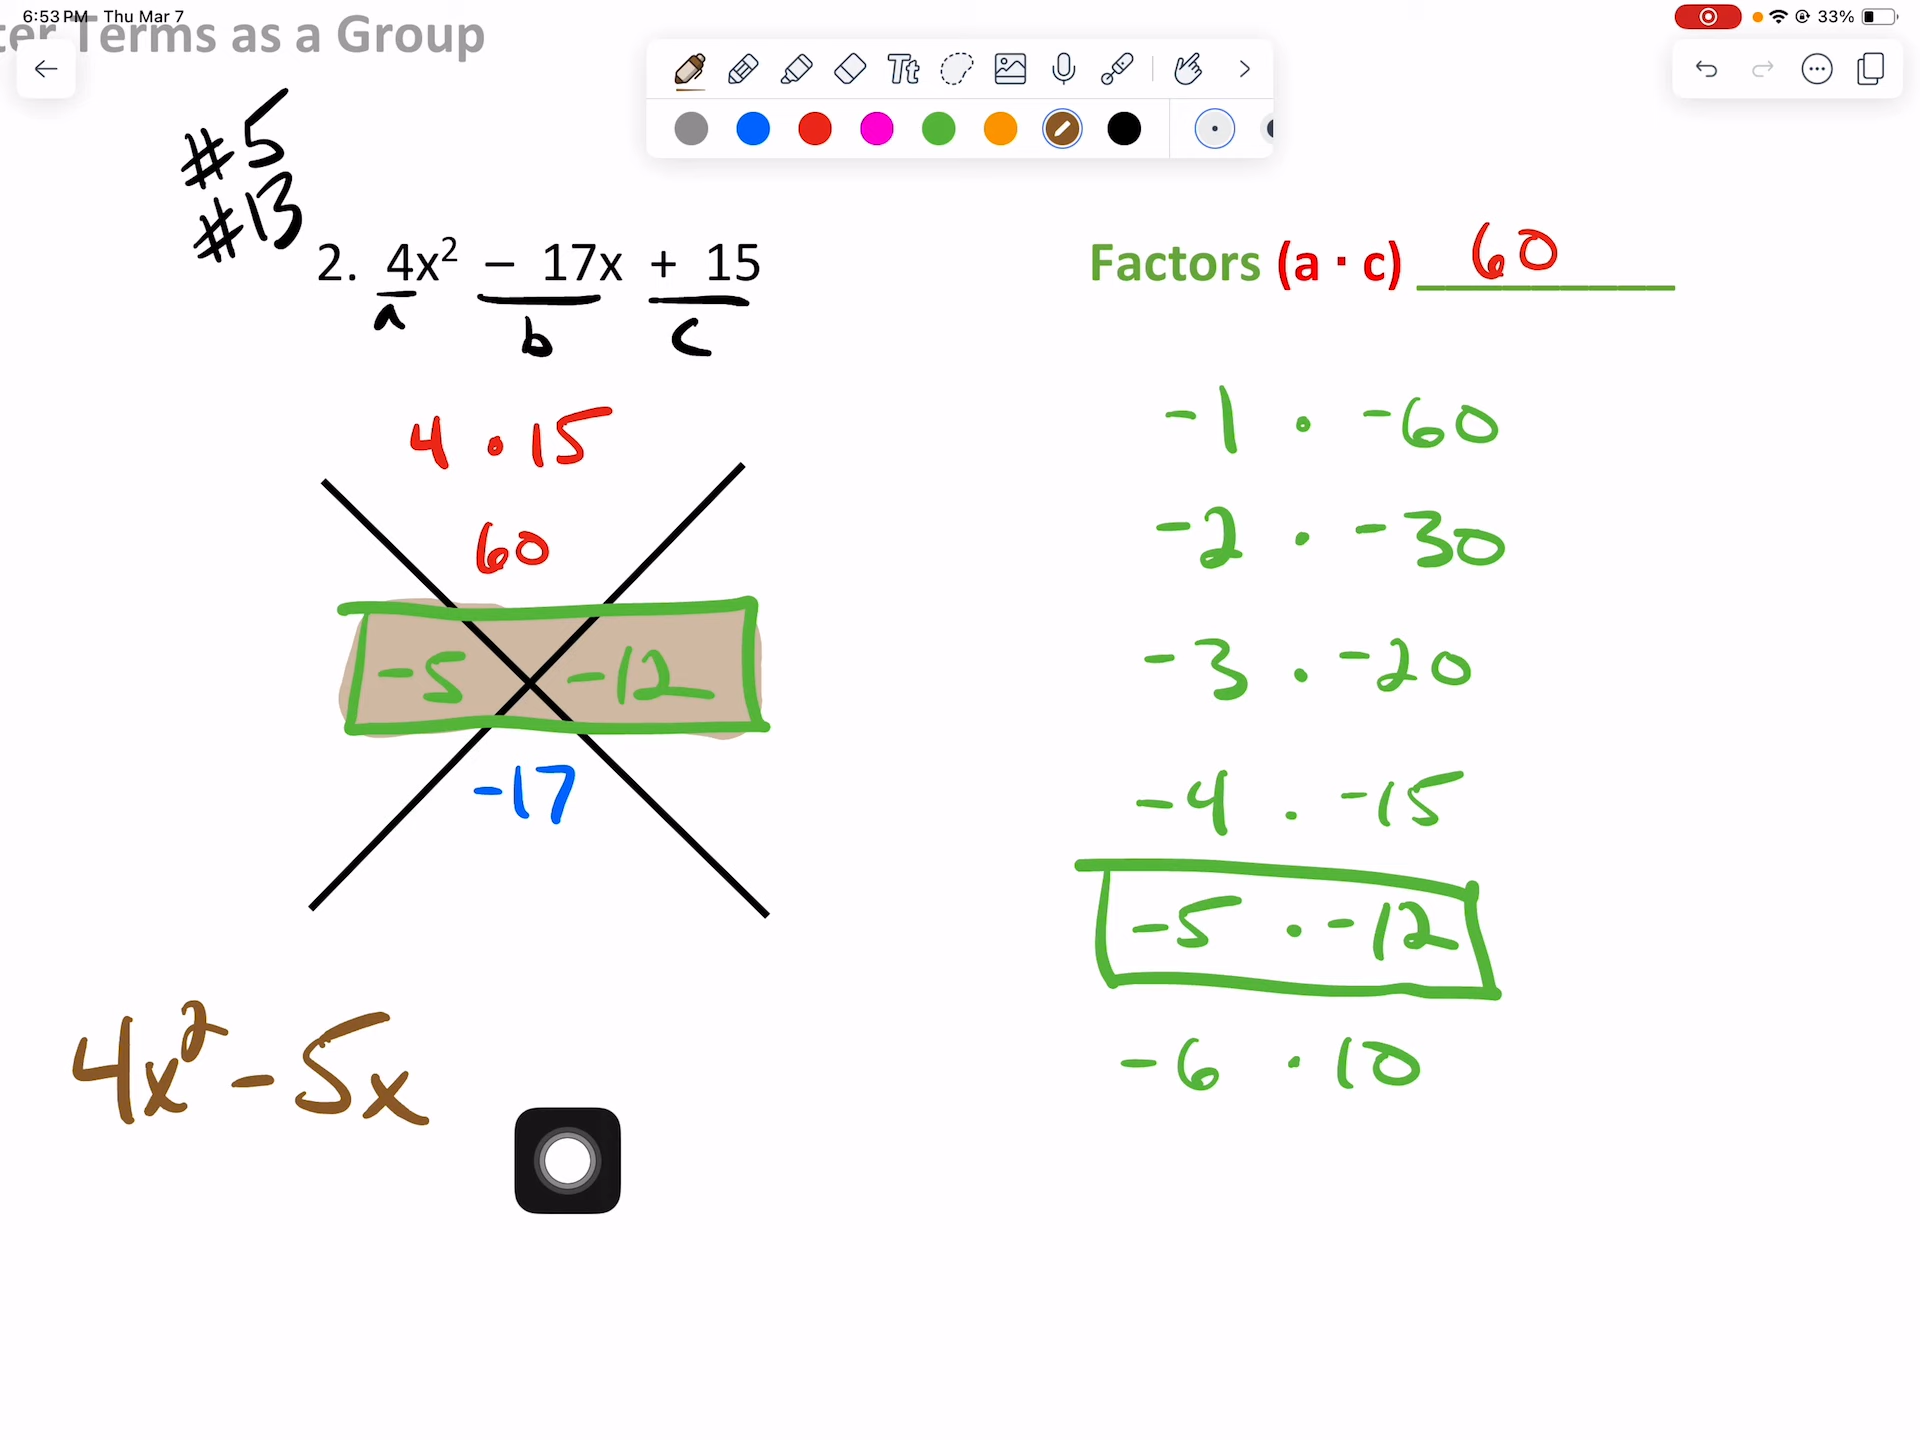 6:53 PM Thu Mar 7
33%
ter Terms as a Group
Tt
#5
#13
2. 4x² – 17x + 15
a b c
4 · 15
60
-5 -12
-17
4x² - 5x
Factors (a · c) 60
-1 · -60
-2 · -30
-3 · -20
-4 · -15
-5 · -12
-6 · 10